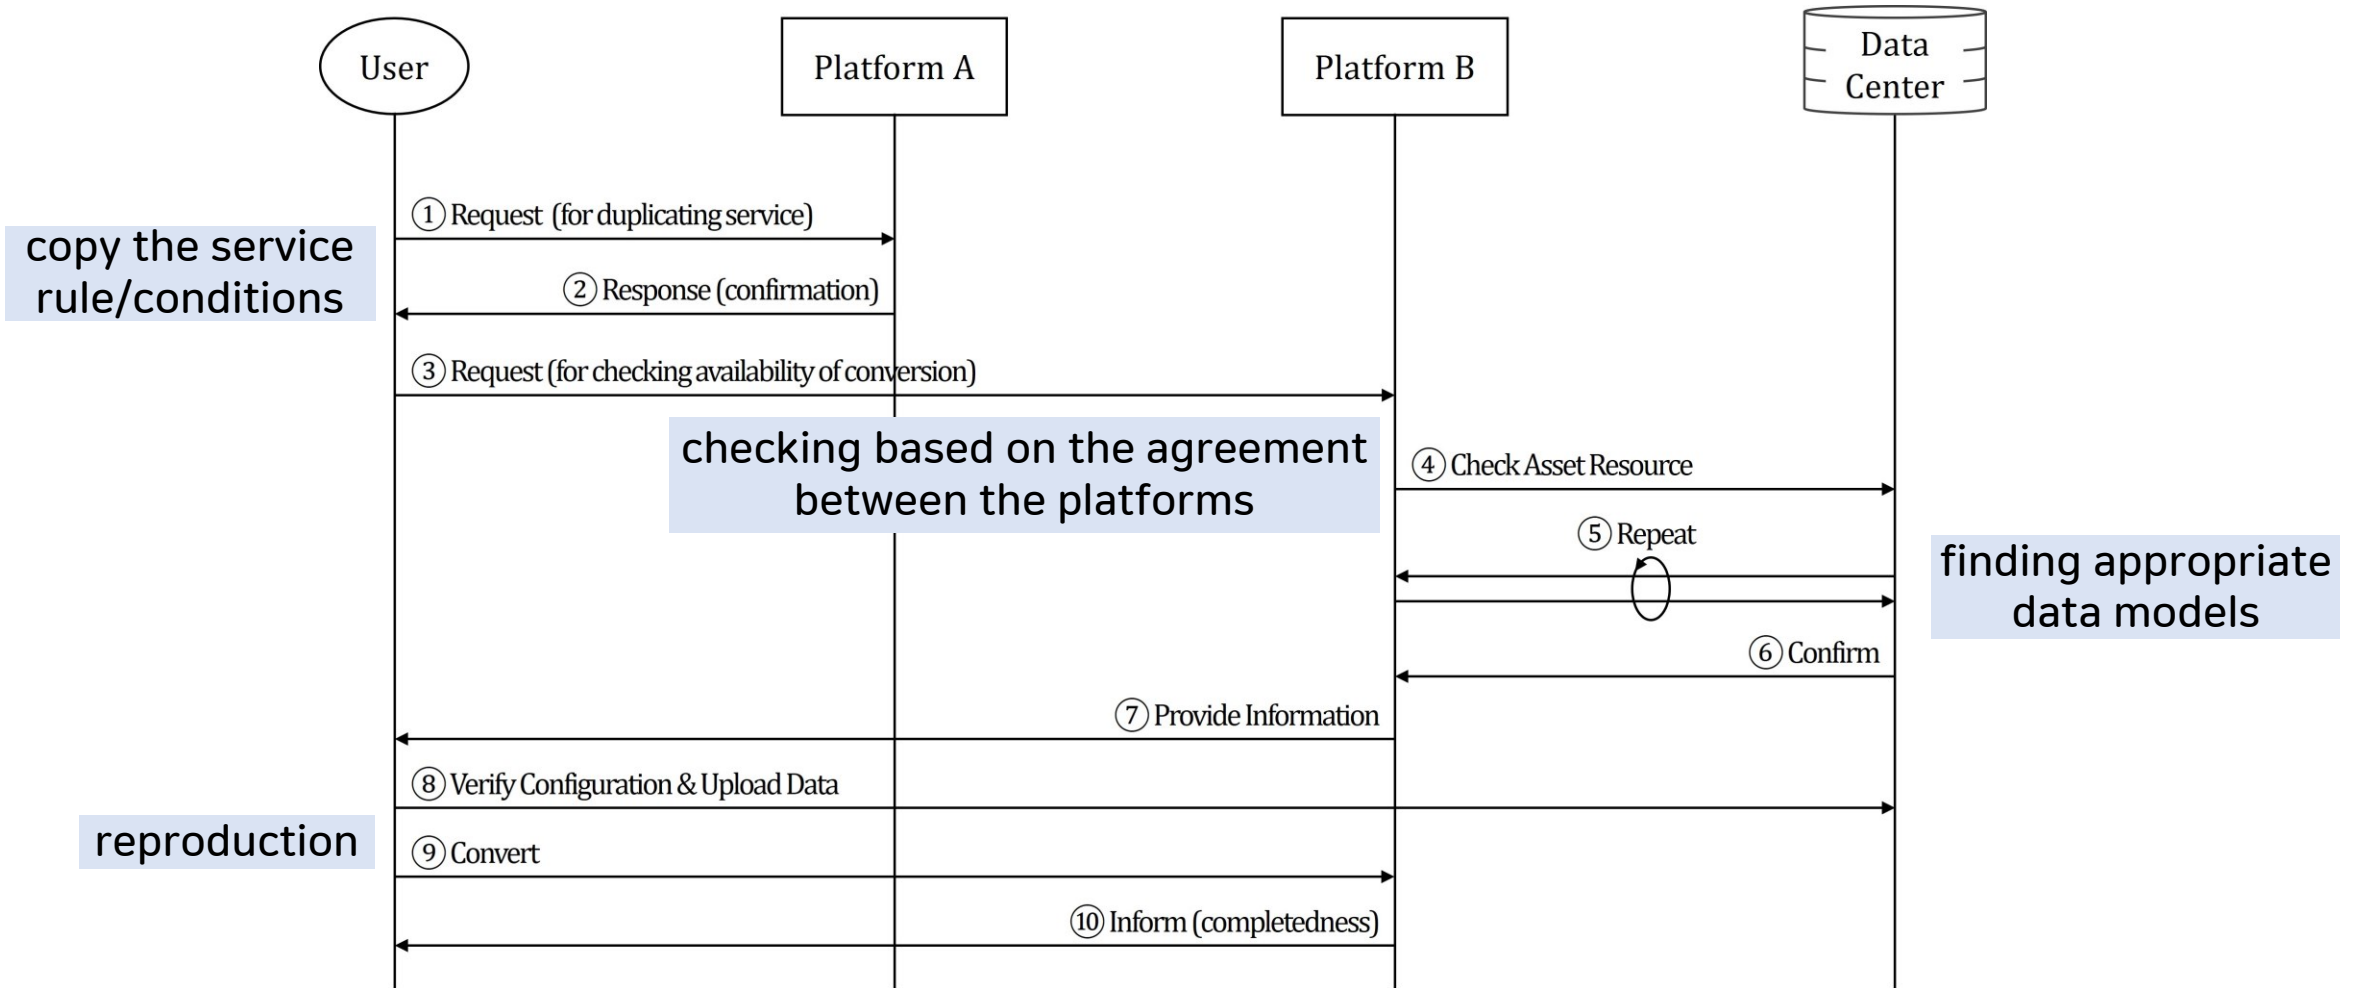 User
Platform A
Platform B
Data
Center
① Request (for duplicating service)
copy the service
rule/conditions
② Response (confirmation)
③ Request (for checking availability of conversion)
checking based on the agreement
between the platforms
④ Check Asset Resource
⑤ Repeat
finding appropriate
data models
⑥ Confirm
⑦ Provide Information
⑧ Verify Configuration & Upload Data
reproduction
⑨ Convert
⑩ Inform (completedness)